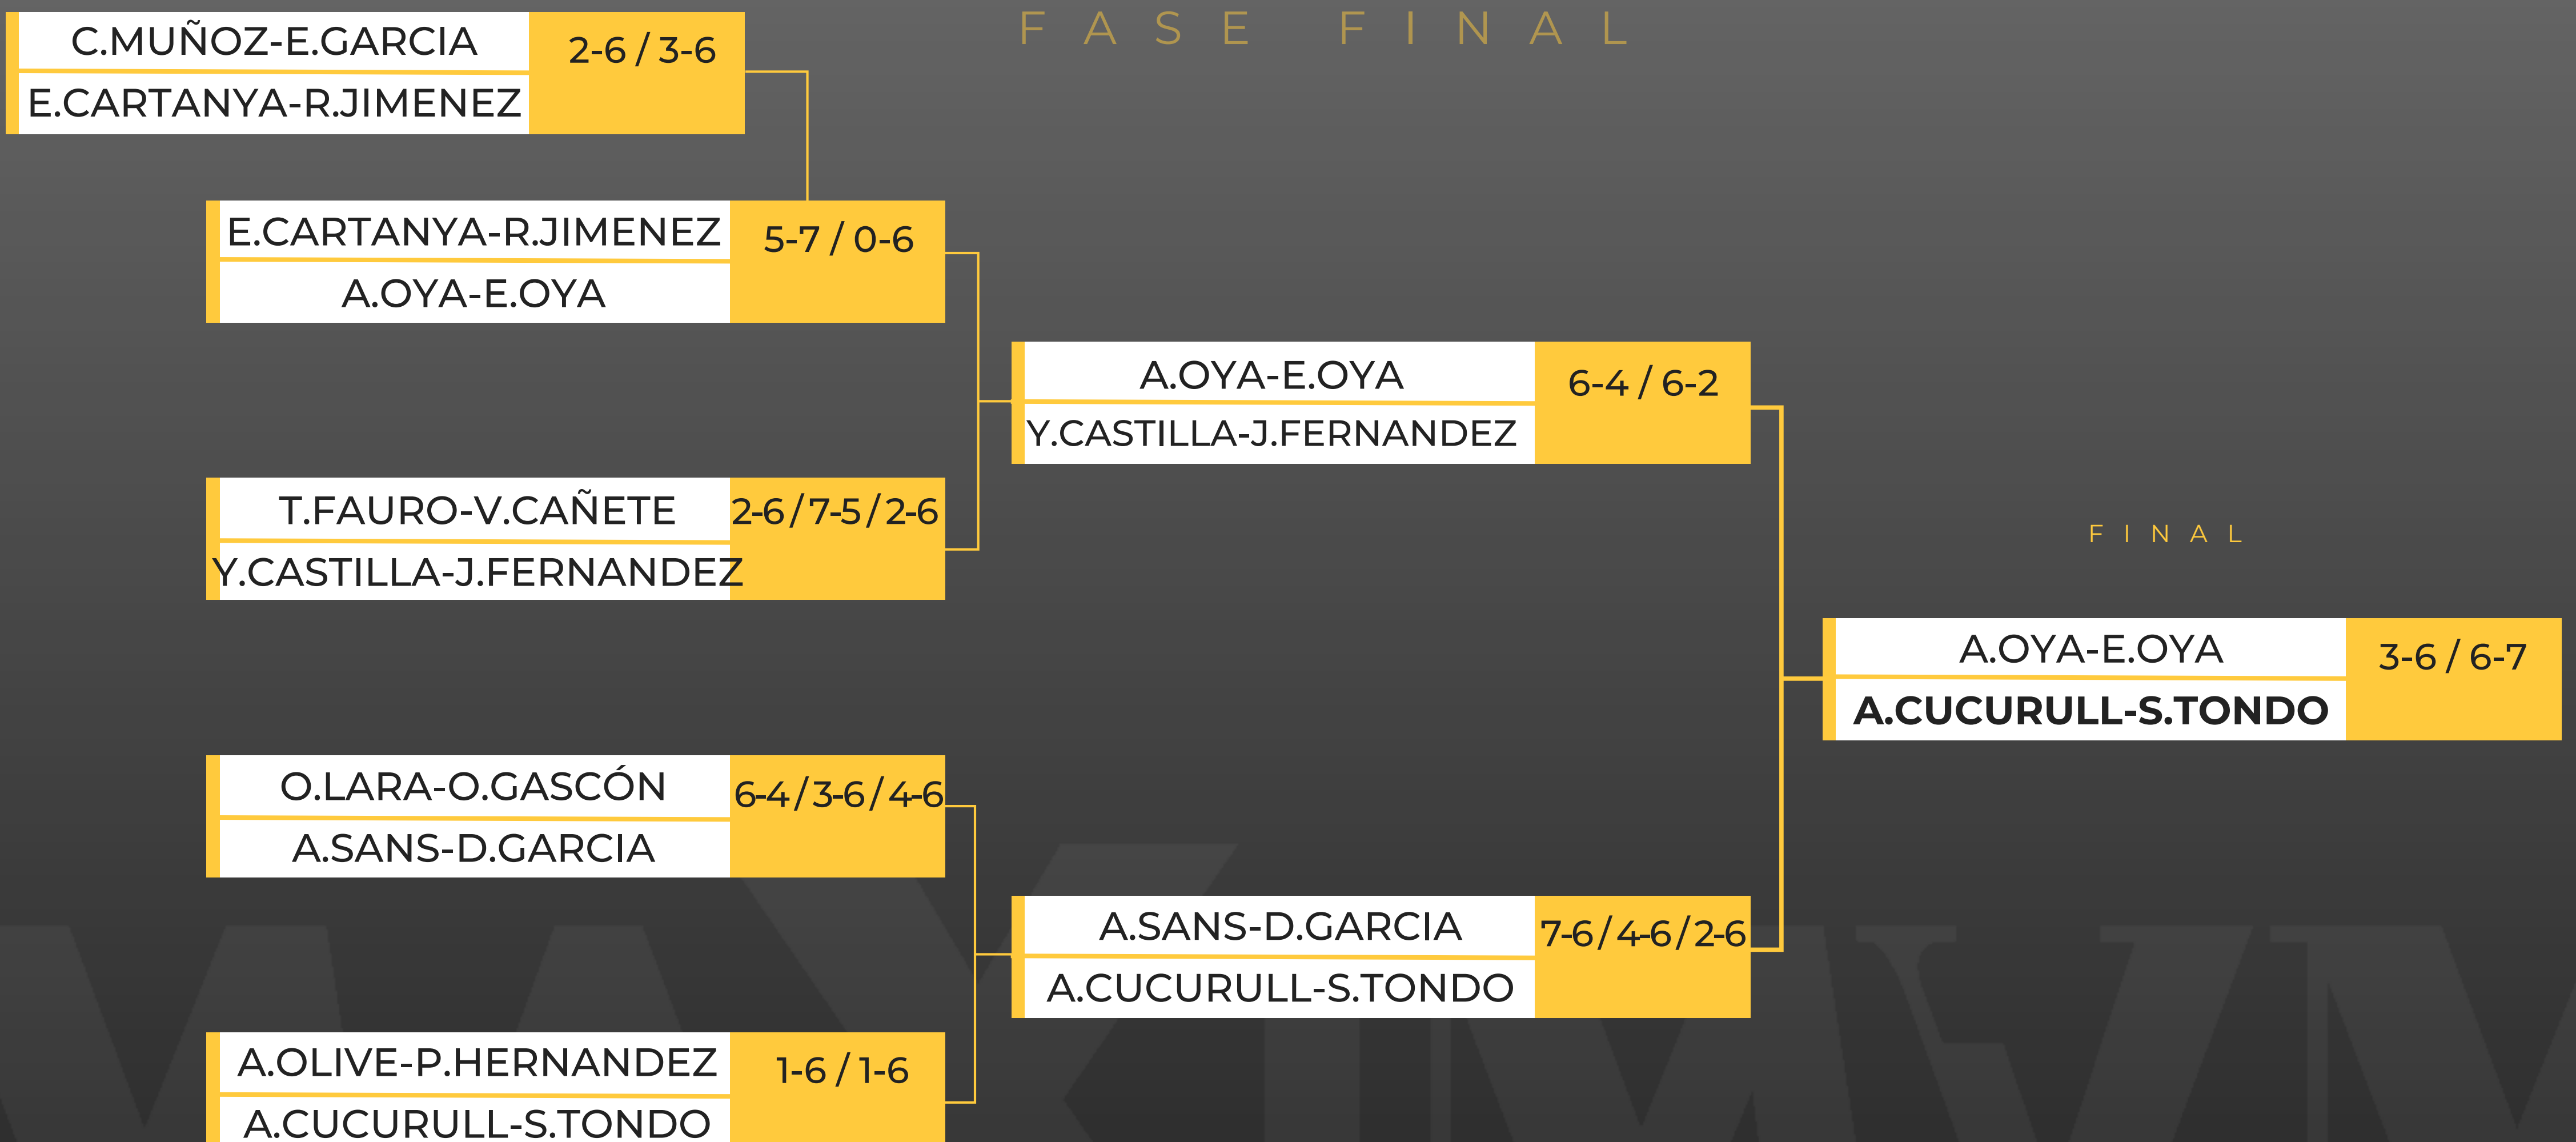 FASE FINAL
C.MUÑOZ-E.GARCIA
2-6 / 3-6
E.CARTANYA-R.JIMENEZ
E.CARTANYA-R.JIMENEZ
5-7 / 0-6
A.OYA-E.OYA
A.OYA-E.OYA
6-4 / 6-2
Y.CASTILLA-J.FERNANDEZ
T.FAURO-V.CAÑETE
2-6 / 7-5 / 2-6
Y.CASTILLA-J.FERNANDEZ
FINAL
A.OYA-E.OYA
3-6 / 6-7
A.CUCURULL-S.TONDO
O.LARA-O.GASCÓN
6-4 / 3-6 / 4-6
A.SANS-D.GARCIA
A.SANS-D.GARCIA
7-6 / 4-6 / 2-6
A.CUCURULL-S.TONDO
A.OLIVE-P.HERNANDEZ
1-6 / 1-6
A.CUCURULL-S.TONDO